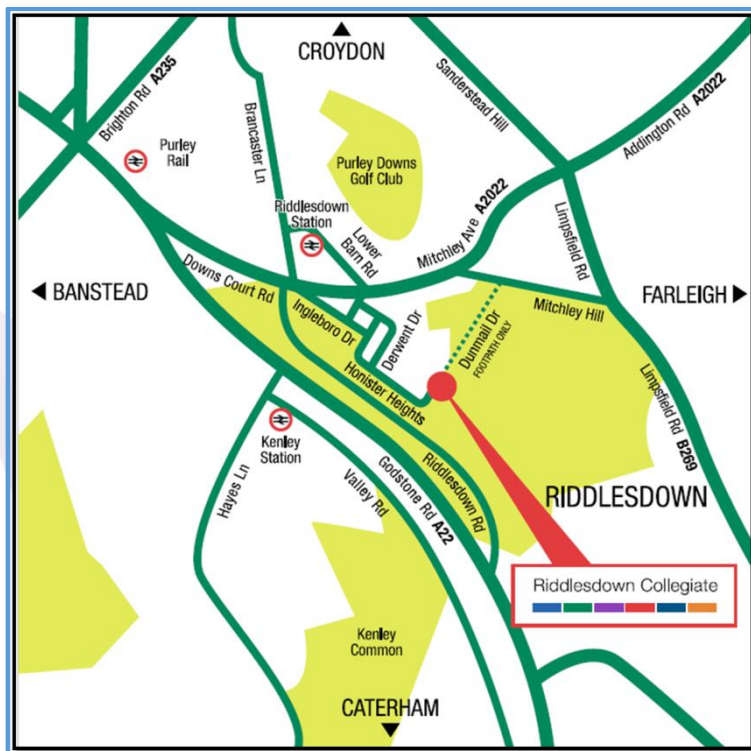 CROYDON
Brighton Rd A235
Brancaster Ln
Sanderstead Hill
Addington Rd A2022
Purley
Rail
Purley Downs
Golf Club
Riddlesdown
Station
Lower
Barn Rd
Mitchley Ave A2022
Limpsfield Rd
BANSTEAD
Downs Court Rd
Ingleboro Dr
Derwent Dr
Dunmail Dr
FOOTPATH ONLY
Mitchley Hill
FARLEIGH
Honister Heights
Limpsfield Rd B269
Kenley
Station
Hayes Ln
Valley Rd
Godstone Rd A22
Riddlesdown Rd
RIDDLESDOWN
Riddlesdown Collegiate
Kenley
Common
CATERHAM